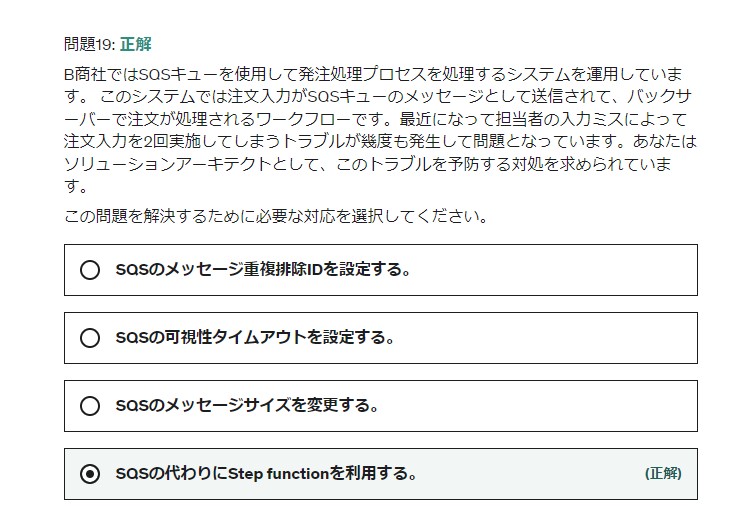 問題19: 正解
B商社ではSQSキューを使用して発注処理プロセスを処理するシステムを運用していま
す。 このシステムでは注文入力がSQSキューのメッセージとして送信されて、バックサ
ーバーで注文が処理されるワークフローです。最近になって担当者の入力ミスによって
注文入力を2回実施してしまうトラブルが幾度も発生して問題となっています。あなたは
ソリューションアーキテクトとして、このトラブルを予防する対処を求められていま
す。
この問題を解決するために必要な対応を選択してください。
SQSのメッセージ重複排除IDを設定する。
SQSの可視性タイムアウトを設定する。
SQSのメッセージサイズを変更する。
SQSの代わりにStep functionを利用する。 (正解)